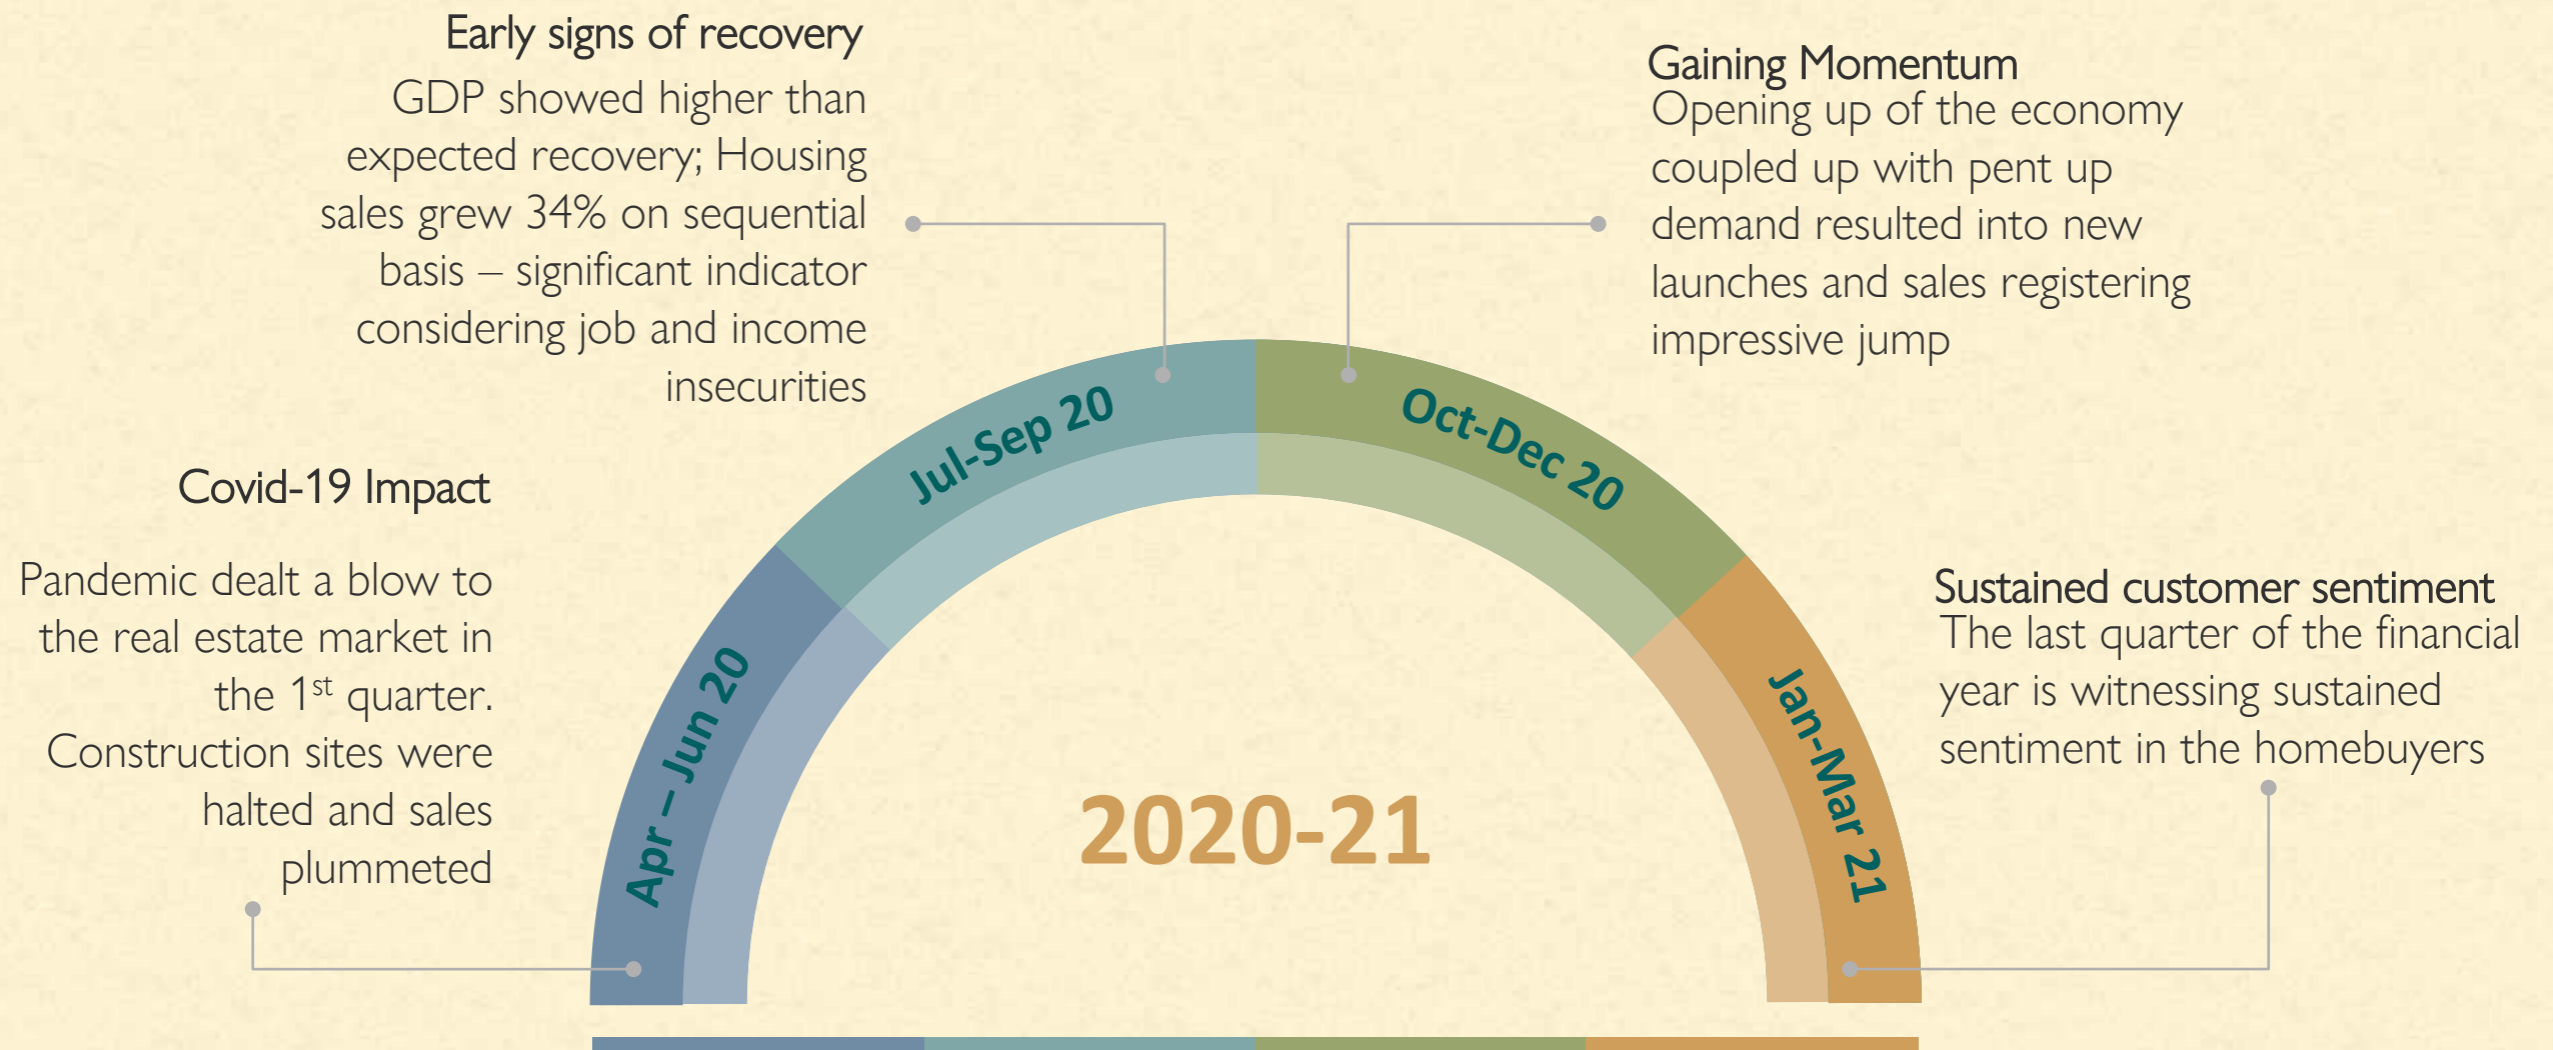 Early signs of recovery
GDP showed higher than
expected recovery; Housing
sales grew 34% on sequential
basis – significant indicator
considering job and income
insecurities
Gaining Momentum
Opening up of the economy
coupled up with pent up
demand resulted into new
launches and sales registering
impressive jump
Covid-19 Impact
Pandemic dealt a blow to
the real estate market in
the 1st quarter.
Construction sites were
halted and sales
plummeted
Sustained customer sentiment
The last quarter of the financial
year is witnessing sustained
sentiment in the homebuyers
Apr – Jun 20
Jul-Sep 20
Oct-Dec 20
Jan-Mar 21
2020-21